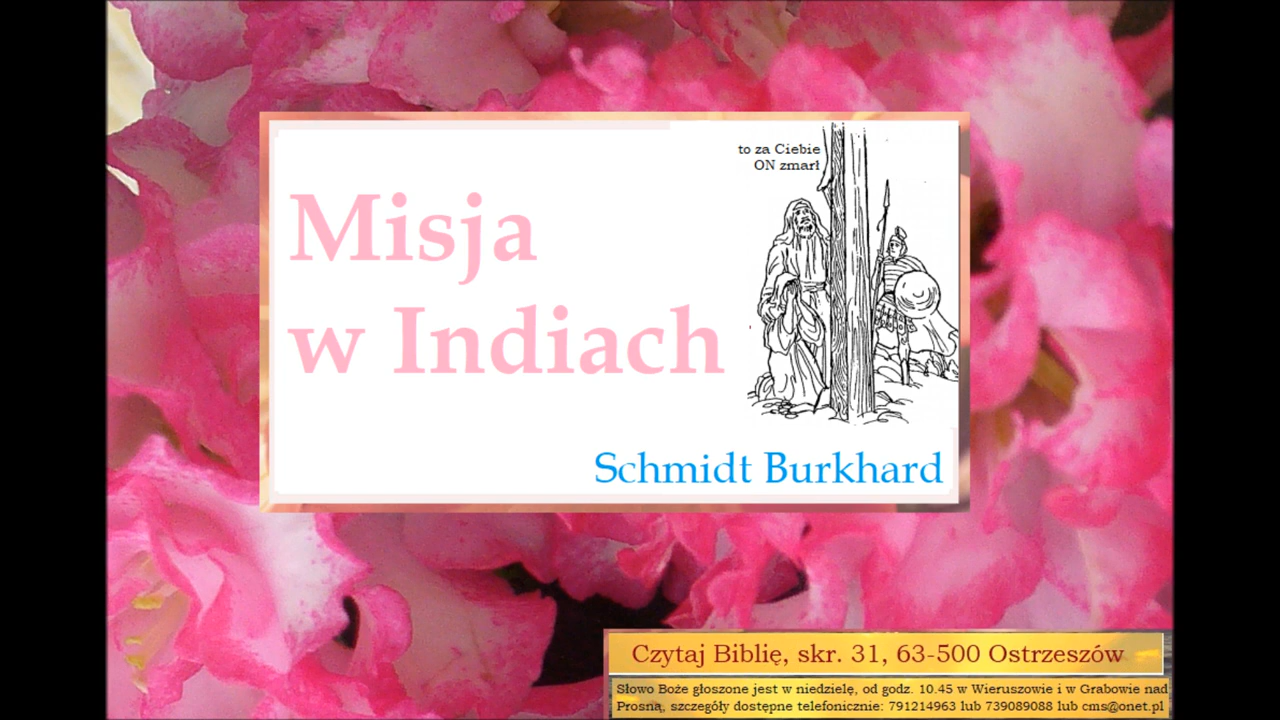 to za Ciebie
ON zmarł
Misja
w Indiach
Schmidt Burkhard
Czytaj Biblię, skr. 31, 63-500 Ostrzeszów
Słowo Boże głoszone jest w niedzielę, od godz. 10.45 w Wieruszowie i w Grabowie nad
Prosną, szczegóły dostępne telefonicznie: 791214963 lub 739089088 lub cms@onet.pl